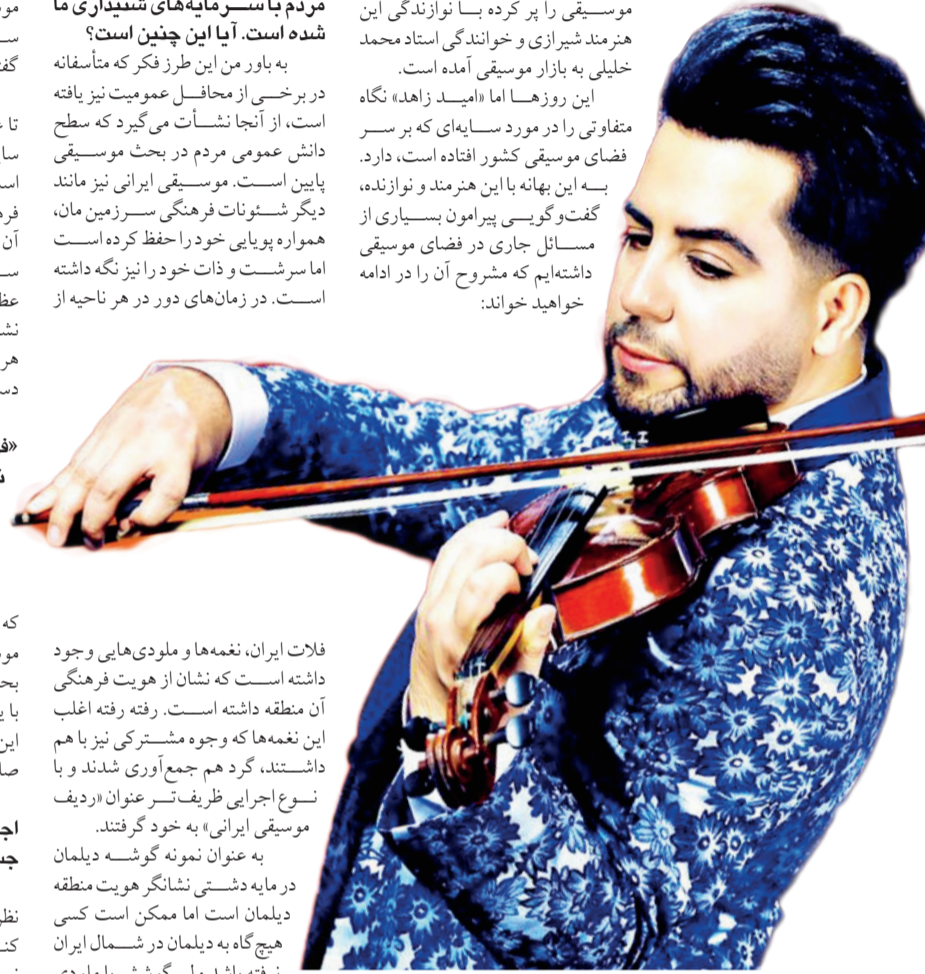 موسیقی را پر کرده با نوازندگی این
هنرمند شیرازی و خوانندگی استاد محمد
خلیلی به بازار موسیقی آمده است.
این روزها اما «امید زاهد» نگاه
متفاوتی را در مورد سایه‌ای که بر سر
فضای موسیقی کشور افتاده است، دارد.
به این بهانه با این هنرمند و نوازنده،
گفت‌وگویی پیرامون بسیاری از
مسائل جاری در فضای موسیقی
داشته‌ایم که مشروح آن را در ادامه
خواهید خواند:
مردم با سرمایه‌های شنیداری ما
شده است. آیا این چنین است؟
به باور من این طرز فکر که متأسفانه
در برخی از محافل عمومیت نیز یافته
است، از آنجا نشأت می‌گیرد که سطح
دانش عمومی مردم در بحث موسیقی
پایین است. موسیقی ایرانی نیز مانند
دیگر شئونات فرهنگی سرزمین مان،
همواره پویایی خود را حفظ کرده است
اما سرشت و ذات خود را نیز نگه داشته
است. در زمان‌های دور در هر ناحیه از
فلات ایران، نغمه‌ها و ملودی‌هایی وجود
داشته است که نشان از هویت فرهنگی
آن منطقه داشته است. رفته رفته اغلب
این نغمه‌ها که وجوه مشترکی نیز با هم
داشتند، گرد هم جمع‌آوری شدند و با
نوع اجرایی ظریف‌تر عنوان «ردیف
موسیقی ایرانی» به خود گرفتند.
به عنوان نمونه گوشه دیلمان
در مایه دشتی نشانگر هویت منطقه
دیلمان است اما ممکن است کسی
هیچ‌گاه به دیلمان در شمال ایران